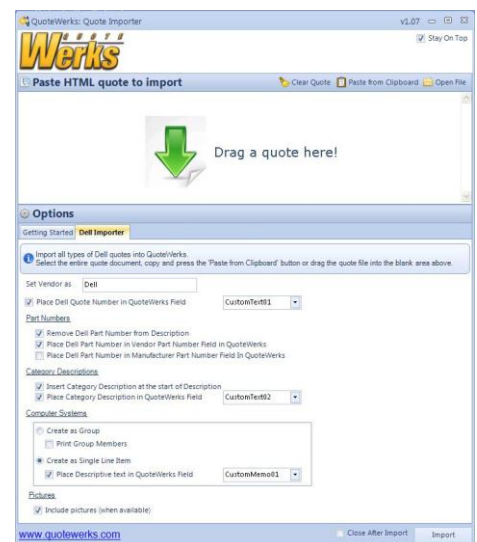 QuoteWerks: Quote Importer v1.07
Stay On Top
QUOTE
Werks
Paste HTML quote to import Clear Quote Paste from Clipboard Open File
Drag a quote here!
Options
Getting Started Dell Importer
Import all types of Dell quotes into QuoteWerks.
Select the entire quote document, copy and press the 'Paste from Clipboard' button or drag the quote file into the blank area above.
Set Vendor as Dell
Place Dell Quote Number in QuoteWerks Field CustomText01
Part Numbers
Remove Dell Part Number from Description
Place Dell Part Number in Vendor Part Number Field in QuoteWerks
Place Dell Part Number in Manufacturer Part Number Field In QuoteWerks
Category Descriptions
Insert Category Description at the start of Description
Place Category Description in QuoteWerks Field CustomText02
Computer Systems
Create as Group
Print Group Members
Create as Single Line Item
Place Descriptive text in QuoteWerks Field CustomMemo01
Pictures
Include pictures (when available)
www.quotewerks.com Close After Import Import